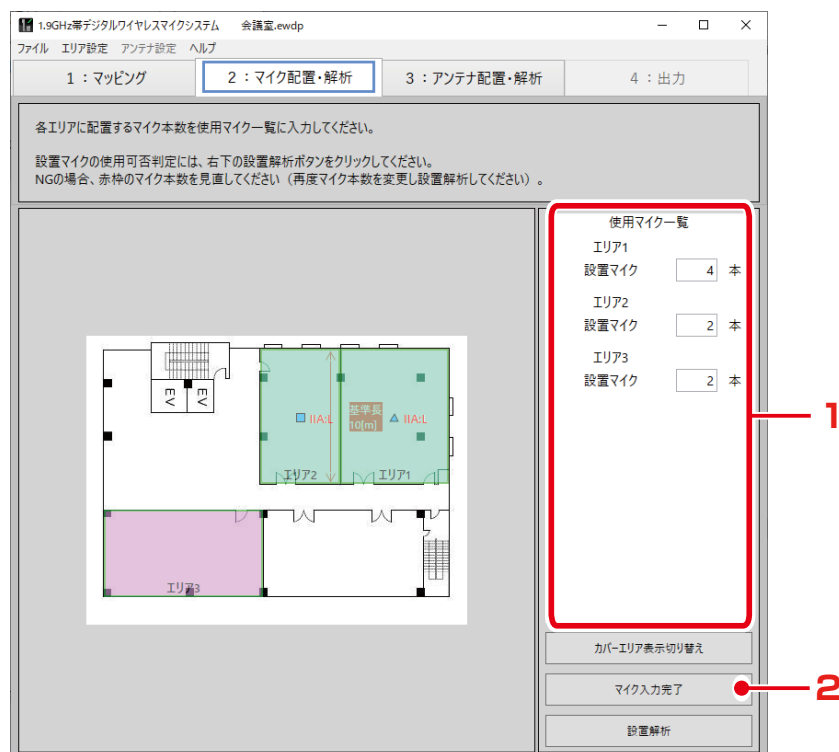 1.9GHz帯デジタルワイヤレスマイクシステム 会議室.ewdp
ファイル エリア設定 アンテナ設定 ヘルプ
1：マッピング 2：マイク配置・解析 3：アンテナ配置・解析 4：出力
各エリアに配置するマイク本数を使用マイク一覧に入力してください。
設置マイクの使用可否判定には、右下の設置解析ボタンをクリックしてください。
NGの場合、赤枠のマイク本数を見直してください（再度マイク本数を変更し設置解析してください）。
使用マイク一覧
エリア1
設置マイク 4 本
エリア2
設置マイク 2 本
エリア3
設置マイク 2 本
1
EV
EV
IIA:L
基準長
10[m]
IIA:L
エリア2
エリア1
エリア3
カバーエリア表示切り替え
マイク入力完了
2
設置解析